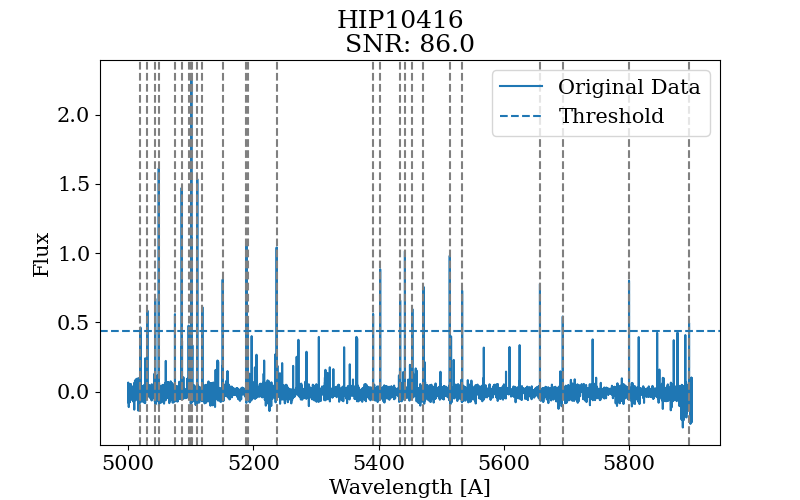 HIP10416
SNR: 86.0
Original Data
Threshold
Flux
2.0
1.5
1.0
0.5
0.0
5000 5200 5400 5600 5800
Wavelength [A]